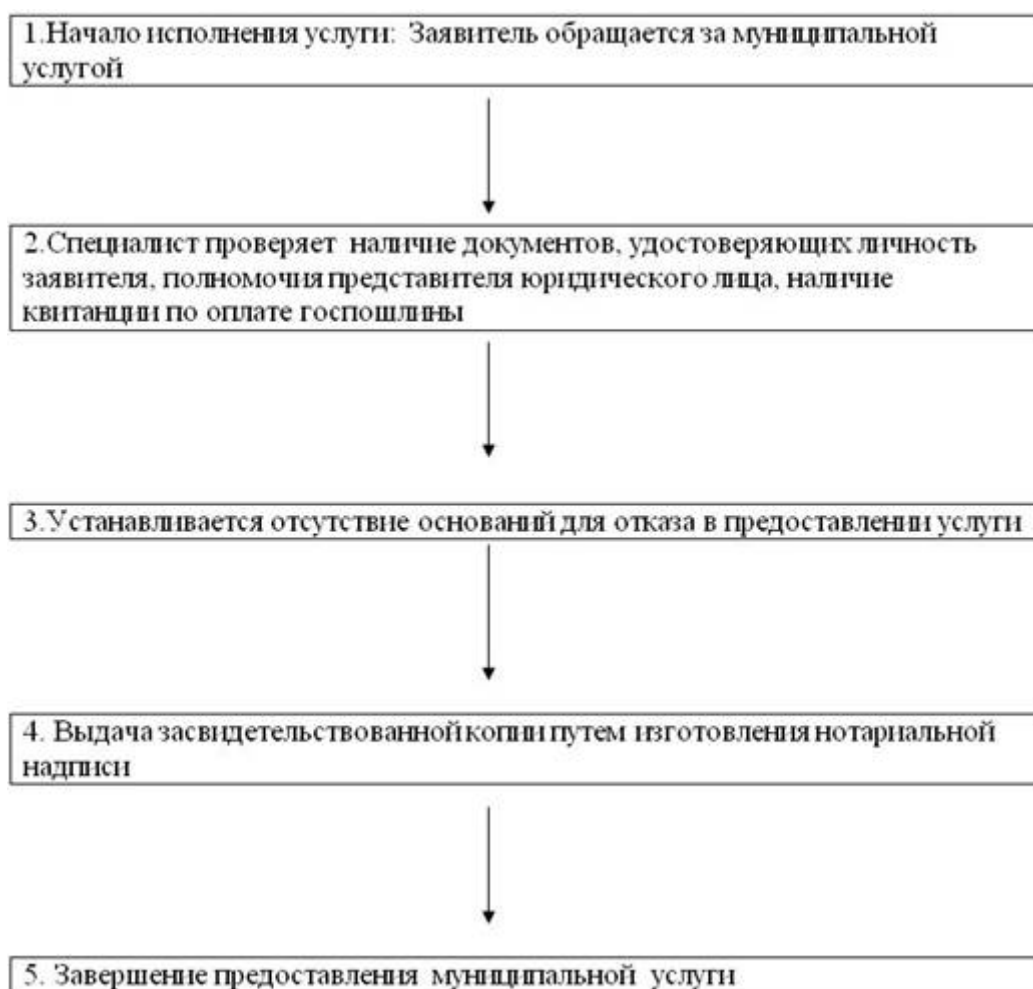 1.Начало исполнения услуги: Заявитель обращается за муниципальной
услугой
2.Специалист проверяет наличие документов, удостоверяющих личность
заявителя, полномочия представителя юридического лица, наличие
квитанции по оплате госпошлины
3.Устанавливается отсутствие оснований для отказа в предоставлении услуги
4. Выдача засвидетельствованной копии путем изготовления нотариальной
надписи
5. Завершение предоставления муниципальной услуги